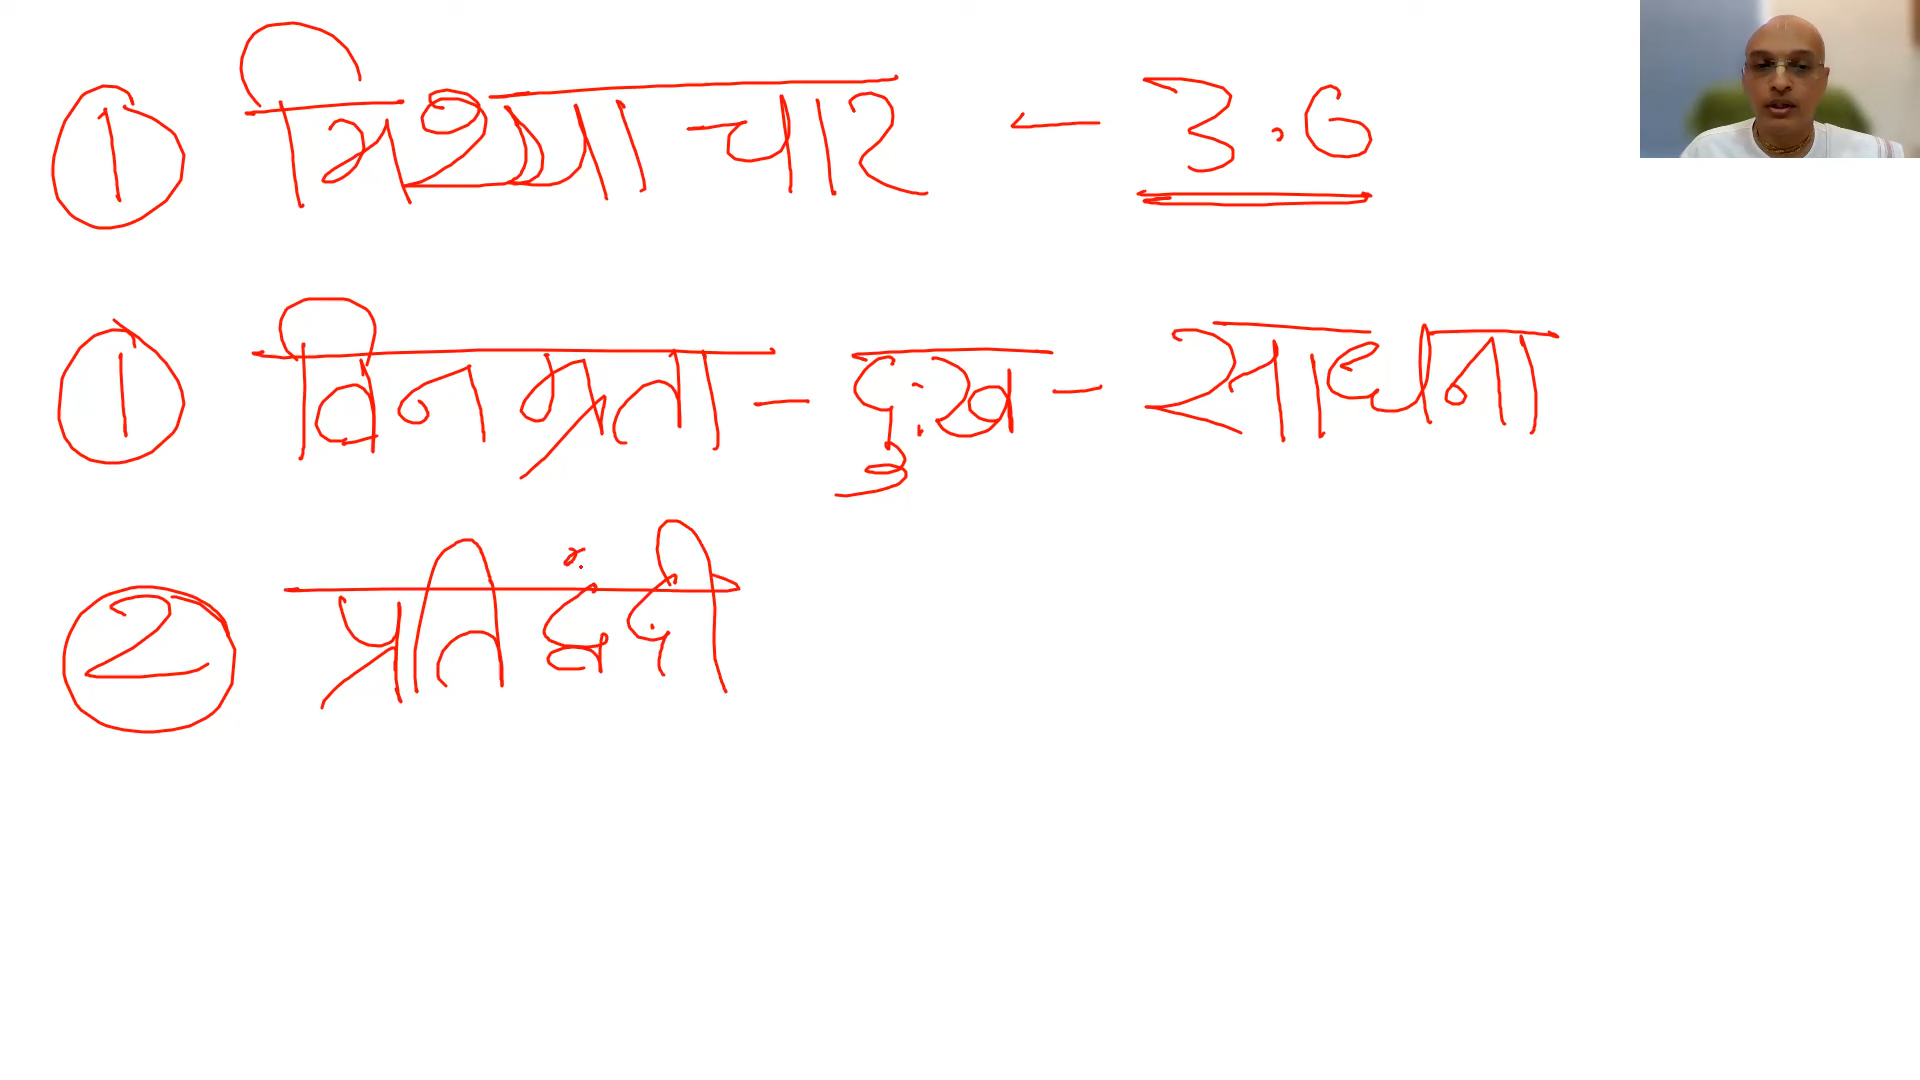 ① मिथ्याचार - 3.6
① विनम्रता - दुःख - साधना
② प्रतिद्वंदी